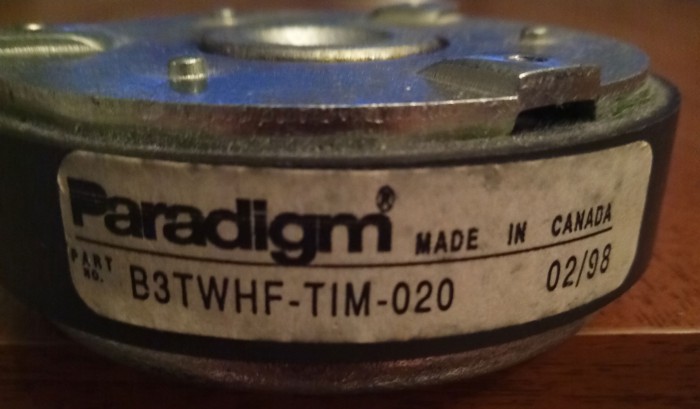 Paradigm® MADE IN CANADA
PART NO. B3TWHF-TIM-020 02/98